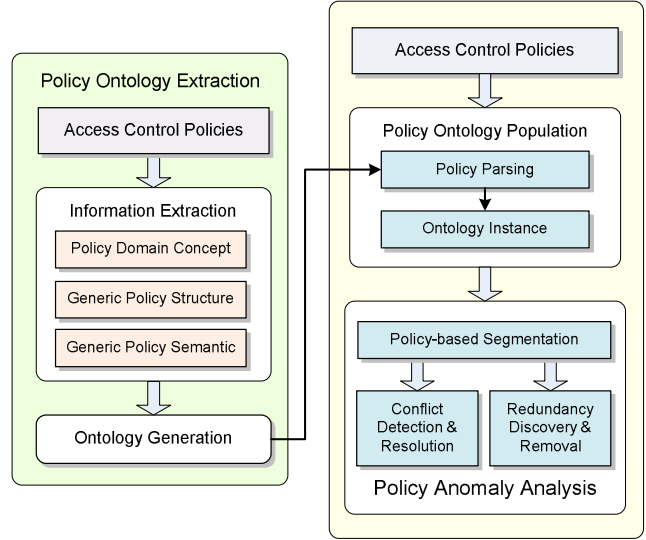 Policy Ontology Extraction
Access Control Policies
Information Extraction
Policy Domain Concept
Generic Policy Structure
Generic Policy Semantic
Ontology Generation
Access Control Policies
Policy Ontology Population
Policy Parsing
Ontology Instance
Policy-based Segmentation
Conflict
Detection &
Resolution
Redundancy
Discovery &
Removal
Policy Anomaly Analysis